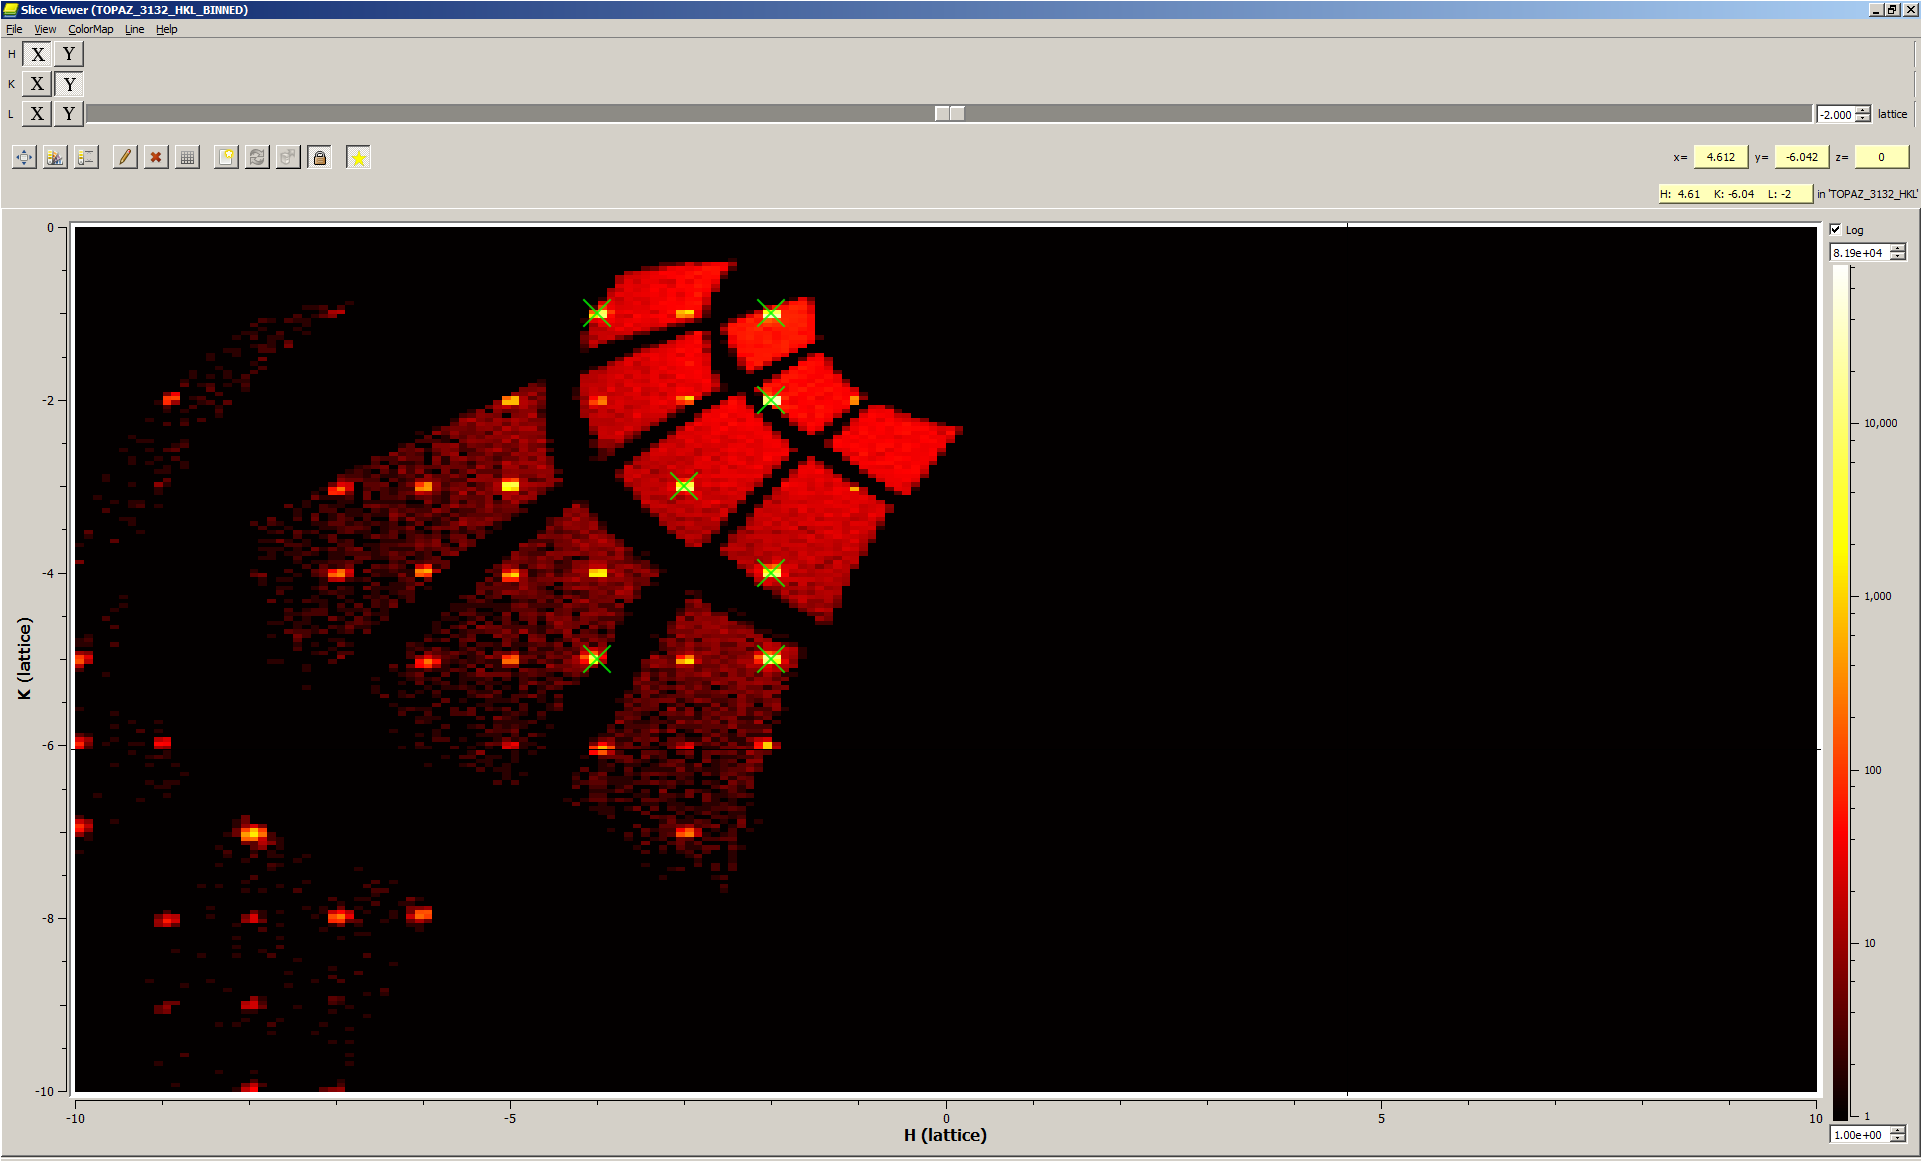 Slice Viewer (TOPAZ_3132_HKL_BINNED)
File View ColorMap Line Help
H X Y
K X Y
L X Y -2.000 lattice
x= 4.612 y= -6.042 z= 0
H: 4.61 K: -6.04 L: -2 in 'TOPAZ_3132_HKL'
Log
8.19e+04
10,000
1,000
100
10
1
1.00e+00
0
-2
-4
-6
-8
-10
K (lattice)
-10 -5 0 5 10
H (lattice)